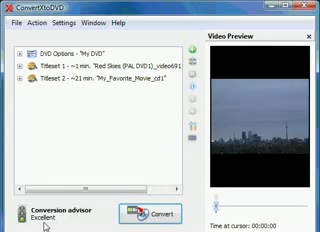 ConvertXtoDVD
File Action Settings Window Help
DVD Options - "My DVD"
Titleset 1 - ~1 min. "Red Skies (PAL DVD1)_video691
Titleset 2 - ~21 min. "My_Favorite_Movie_cd1"
Video Preview
Conversion advisor
Excellent
Convert
Time at cursor: 00:00:00